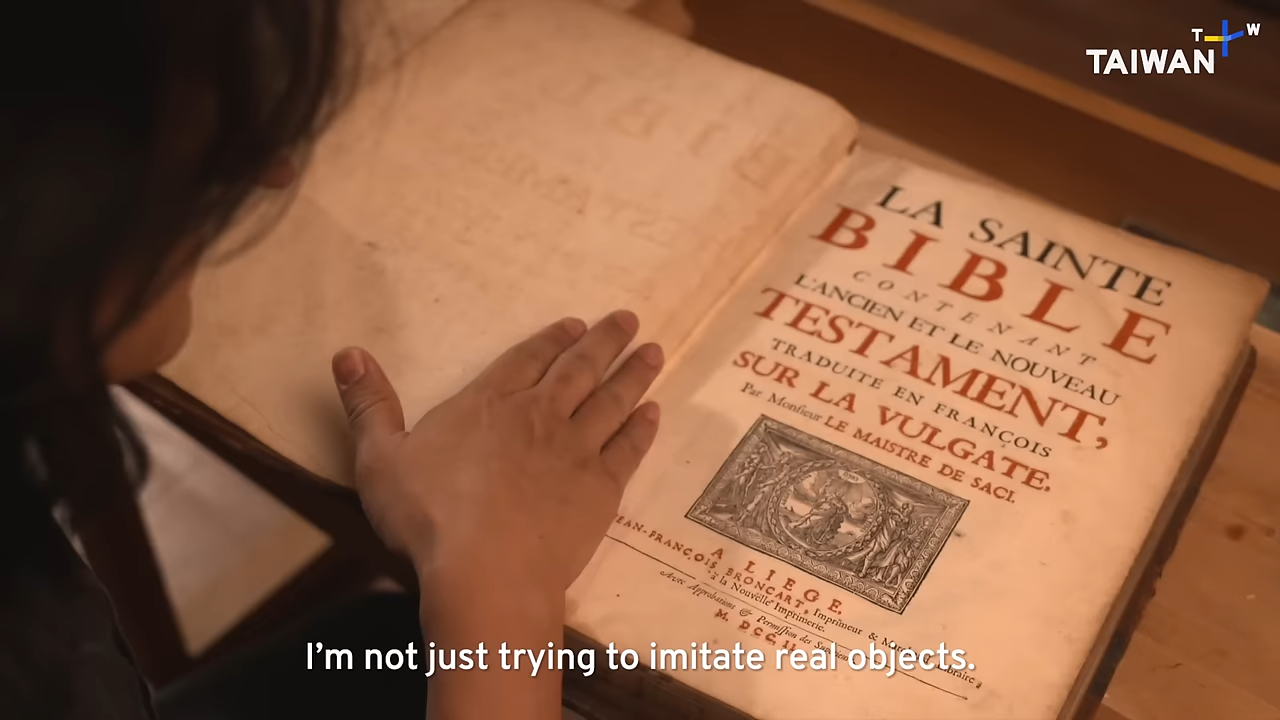 T W
TAIWAN
LA SAINTE
BIBLE
CONTENANT
L'ANCIEN ET LE NOUVEAU
TESTAMENT,
TRADUITE EN FRANÇOIS
SUR LA VULGATE.
Par Monsieur LE MAISTRE DE SACI.
A LIEGE.
JEAN-FRANÇOIS BRONCART, Imprimeur &
à la Nouvelle Imprimerie.
M. DCC.
Avec Approbations & Permission des
I'm not just trying to imitate real objects.